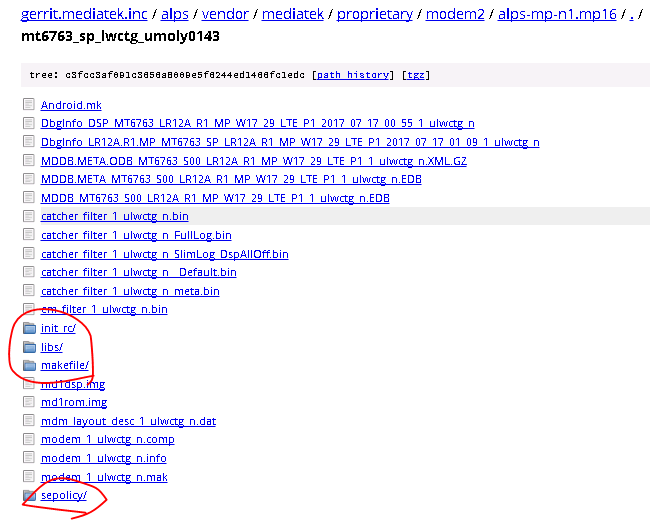 gerrit.mediatek.inc / alps / vendor / mediatek / proprietary / modem2 / alps-mp-n1.mp16 / . /
mt6763_sp_lwctg_umoly0143
[path history] [tgz]
Android.mk
DbgInfo_DSP_MT6763_LR12A_R1_MP_W17_29_LTE_P1_2017_07_17_00_55_1_ulwctg_n
DbgInfo_LR12A.R1.MP_MT6763_SP_LR12A_R1_MP_W17_29_LTE_P1_2017_07_17_01_09_1_ulwctg_n
MDDB.META.ODB_MT6763_S00_LR12A_R1_MP_W17_29_LTE_P1_1_ulwctg_n.XML.GZ
MDDB.META_MT6763_S00_LR12A_R1_MP_W17_29_LTE_P1_1_ulwctg_n.EDB
MDDB_MT6763_S00_LR12A_R1_MP_W17_29_LTE_P1_1_ulwctg_n.EDB
catcher_filter_1_ulwctg_n.bin
catcher_filter_1_ulwctg_n_FullLog.bin
catcher_filter_1_ulwctg_n_SlimLog_DspAllOff.bin
catcher_filter_1_ulwctg_n__Default.bin
catcher_filter_1_ulwctg_n_meta.bin
em_filter_1_ulwctg_n.bin
init_rc/
libs/
makefile/
md1dsp.img
md1rom.img
mdm_layout_desc_1_ulwctg_n.dat
modem_1_ulwctg_n.comp
modem_1_ulwctg_n.info
modem_1_ulwctg_n.mak
sepolicy/